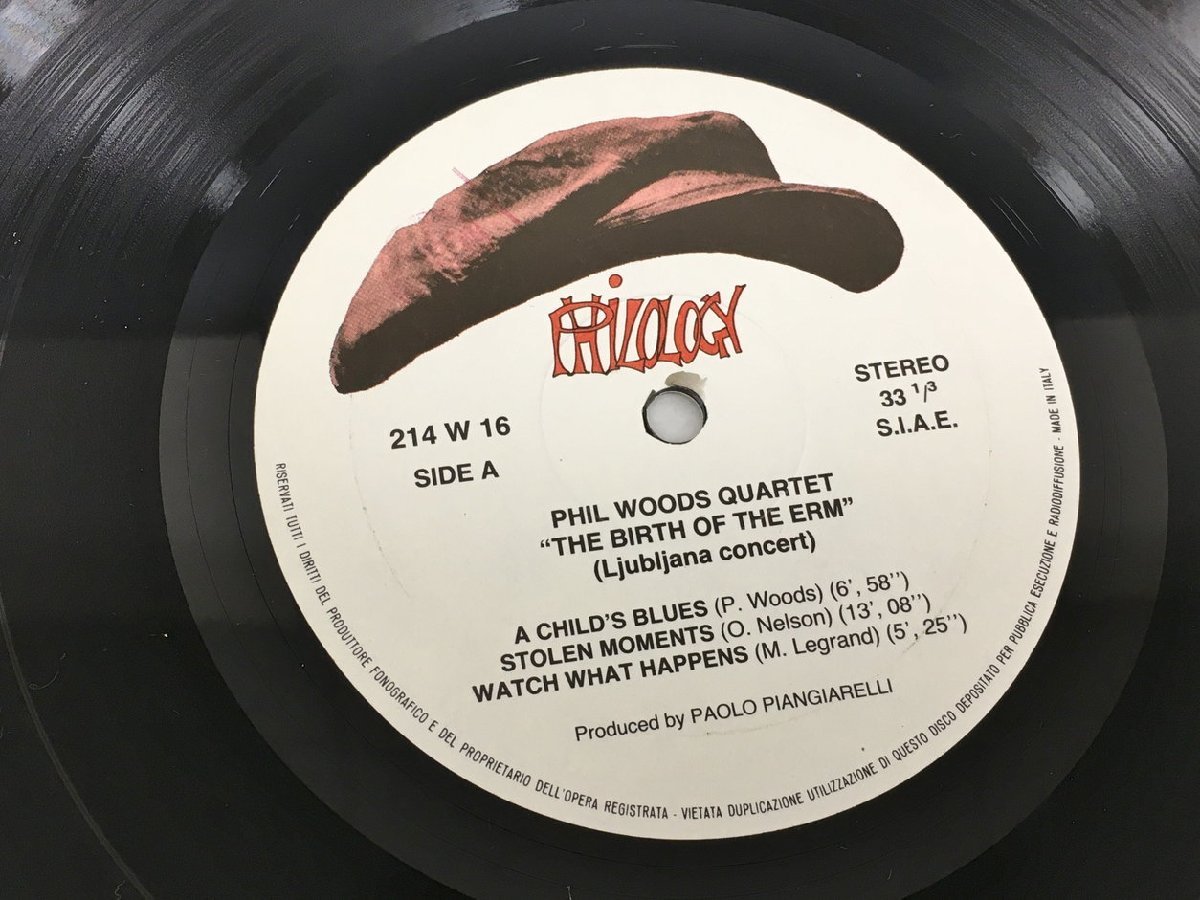 PHILOLOGY
214 W 16
SIDE A
STEREO
33 1/3
S.I.A.E.
PHIL WOODS QUARTET
“THE BIRTH OF THE ERM”
(Ljubljana concert)
A CHILD'S BLUES (P. Woods) (6', 58'')
STOLEN MOMENTS (O. Nelson) (13', 08'')
WATCH WHAT HAPPENS (M. Legrand) (5', 25'')
Produced by PAOLO PIANGIARELLI
RISERVATI TUTTI I DIRITTI DEL PRODUTTORE FONOGRAFICO E DEL PROPRIETARIO DELL'OPERA REGISTRATA - VIETATA DUPLICAZIONE UTILIZZAZIONE DI QUESTO DISCO DEPOSITATO PER PUBBLICA ESECUZIONE E RADIODIFFUSIONE - MADE IN ITALY